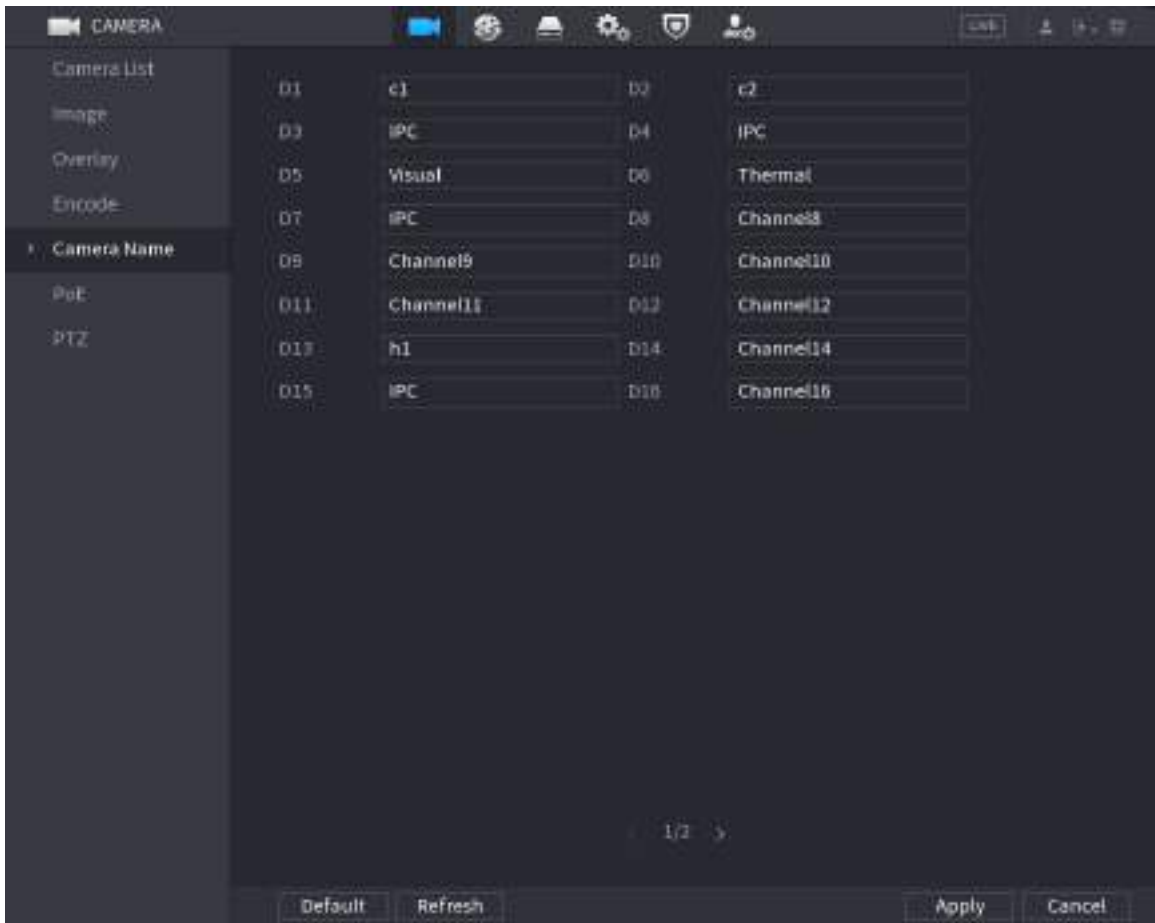 CAMERA LIVE
Camera List
Image
Overlay
Encode
Camera Name
PoE
PTZ
D1 c1 D2 c2
D3 IPC D4 IPC
D5 Visual D6 Thermal
D7 IPC D8 Channel8
D9 Channel9 D10 Channel10
D11 Channel11 D12 Channel12
D13 h1 D14 Channel14
D15 IPC D16 Channel16
1/2
Default Refresh Apply Cancel